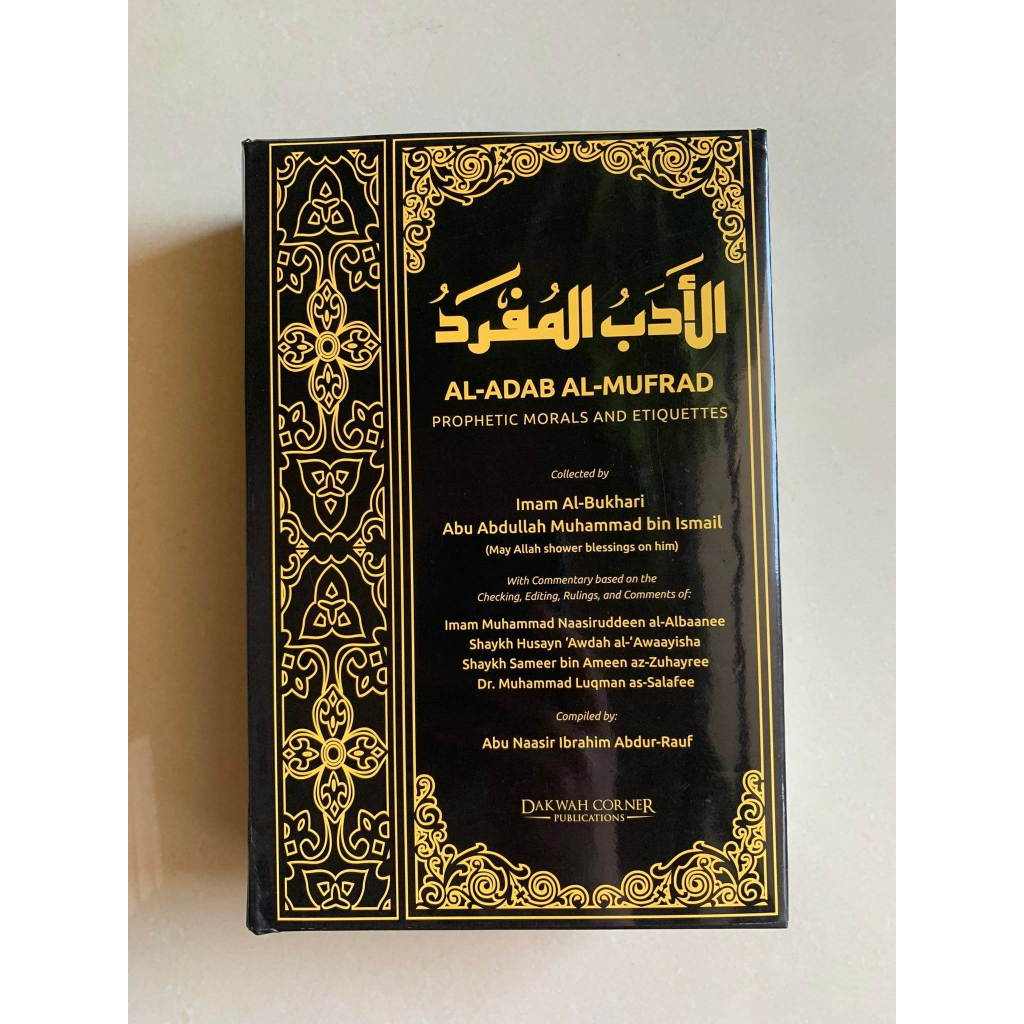 الأَدَبُ المُفْرَدُ
AL-ADAB AL-MUFRAD
PROPHETIC MORALS AND ETIQUETTES
Collected by
Imam Al-Bukhari
Abu Abdullah Muhammad bin Ismail
(May Allah shower blessings on him)
With Commentary based on the
Checking, Editing, Rulings, and Comments of:
Imam Muhammad Naasiruddeen al-Albaanee
Shaykh Husayn 'Awdah al-'Awaayisha
Shaykh Sameer bin Ameen az-Zuhayree
Dr. Muhammad Luqman as-Salafee
Compiled by:
Abu Naasir Ibrahim Abdur-Rauf
DAKWAH CORNER
PUBLICATIONS